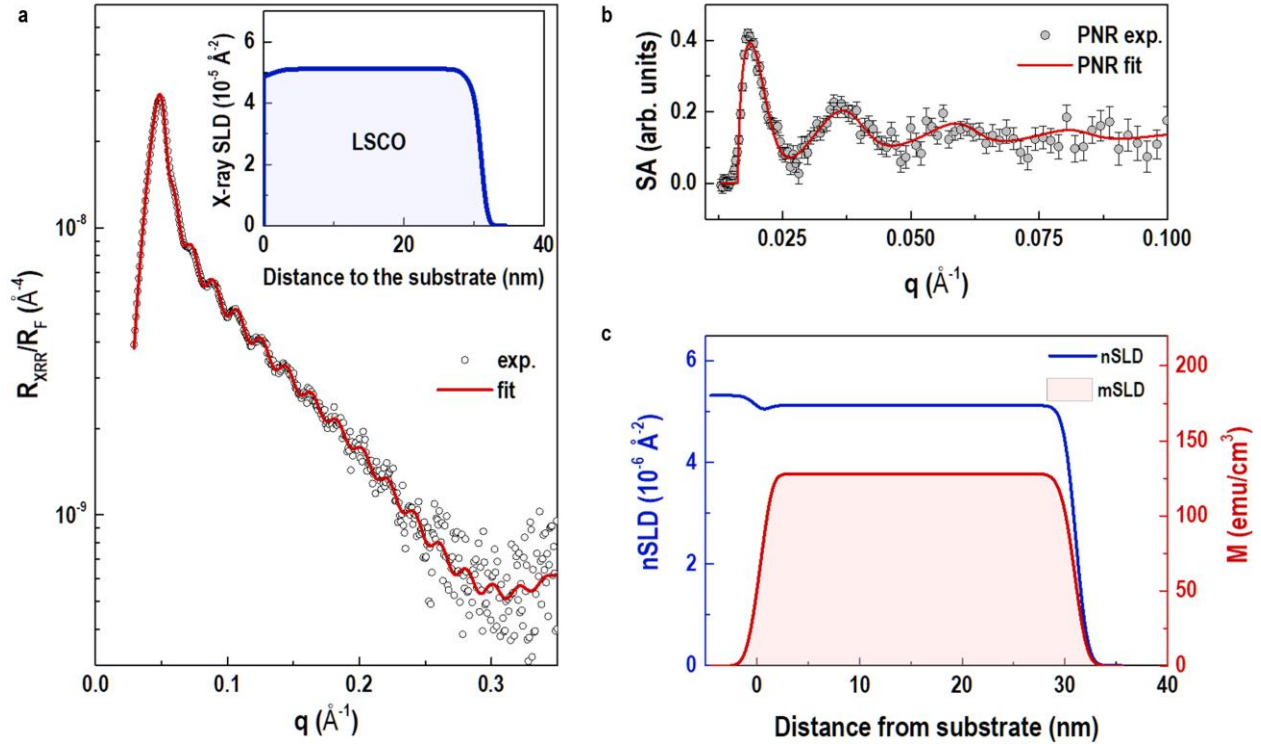 a
R_XRR/R_F (Å^-4)
10^-8
10^-9
0.0 0.1 0.2 0.3
q (Å^-1)
exp.
fit
X-ray SLD (10^-5 Å^-2)
6
4
2
0
LSCO
0 20 40
Distance to the substrate (nm)
b
SA (arb. units)
0.4
0.2
0.0
PNR exp.
PNR fit
0.025 0.050 0.075 0.100
q (Å^-1)
c
nSLD (10^-6 Å^-2)
6
4
2
0
nSLD
mSLD
200
150
100
50
0
M (emu/cm^3)
0 10 20 30 40
Distance from substrate (nm)